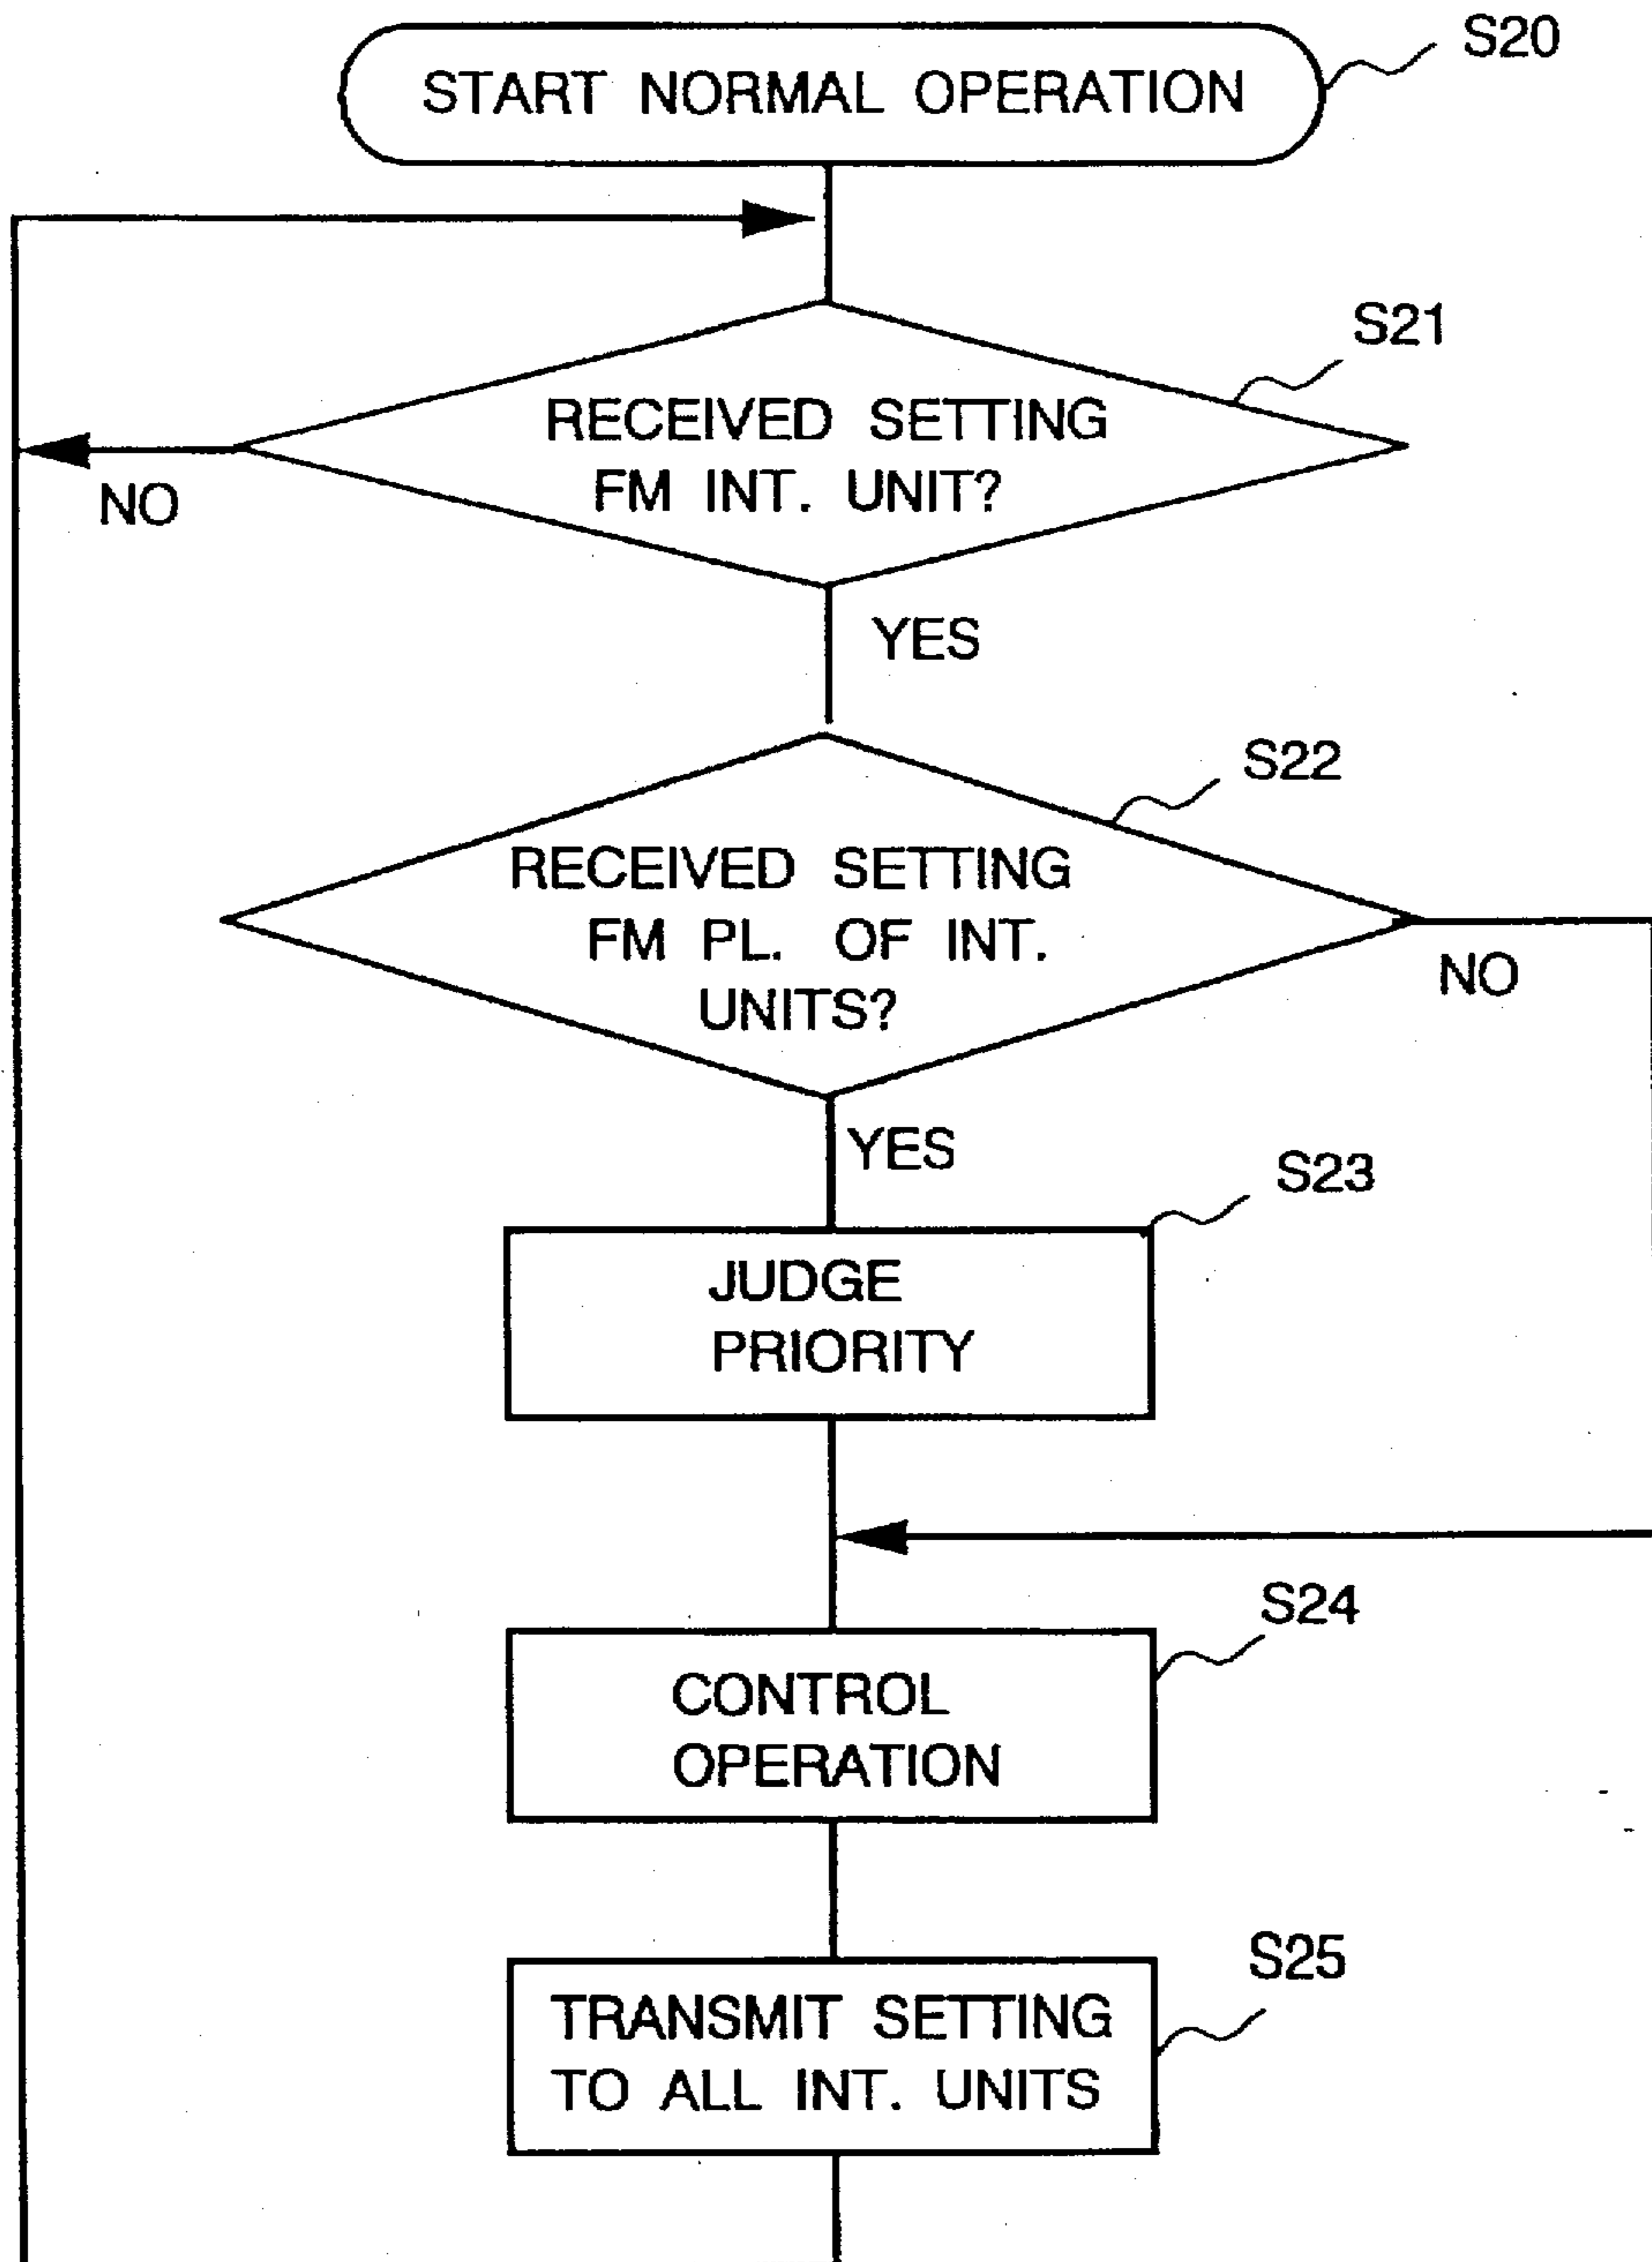 S20
START NORMAL OPERATION
S21
RECEIVED SETTING
FM INT. UNIT?
NO
YES
S22
RECEIVED SETTING
FM PL. OF INT.
UNITS?
NO
YES
S23
JUDGE
PRIORITY
S24
CONTROL
OPERATION
S25
TRANSMIT SETTING
TO ALL INT. UNITS